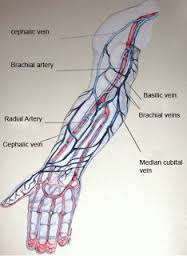 cephalic vein
Brachial artery
Basilic vein
Brachial veins
Radial Artery
Cephalic vein
Median cubital
vein